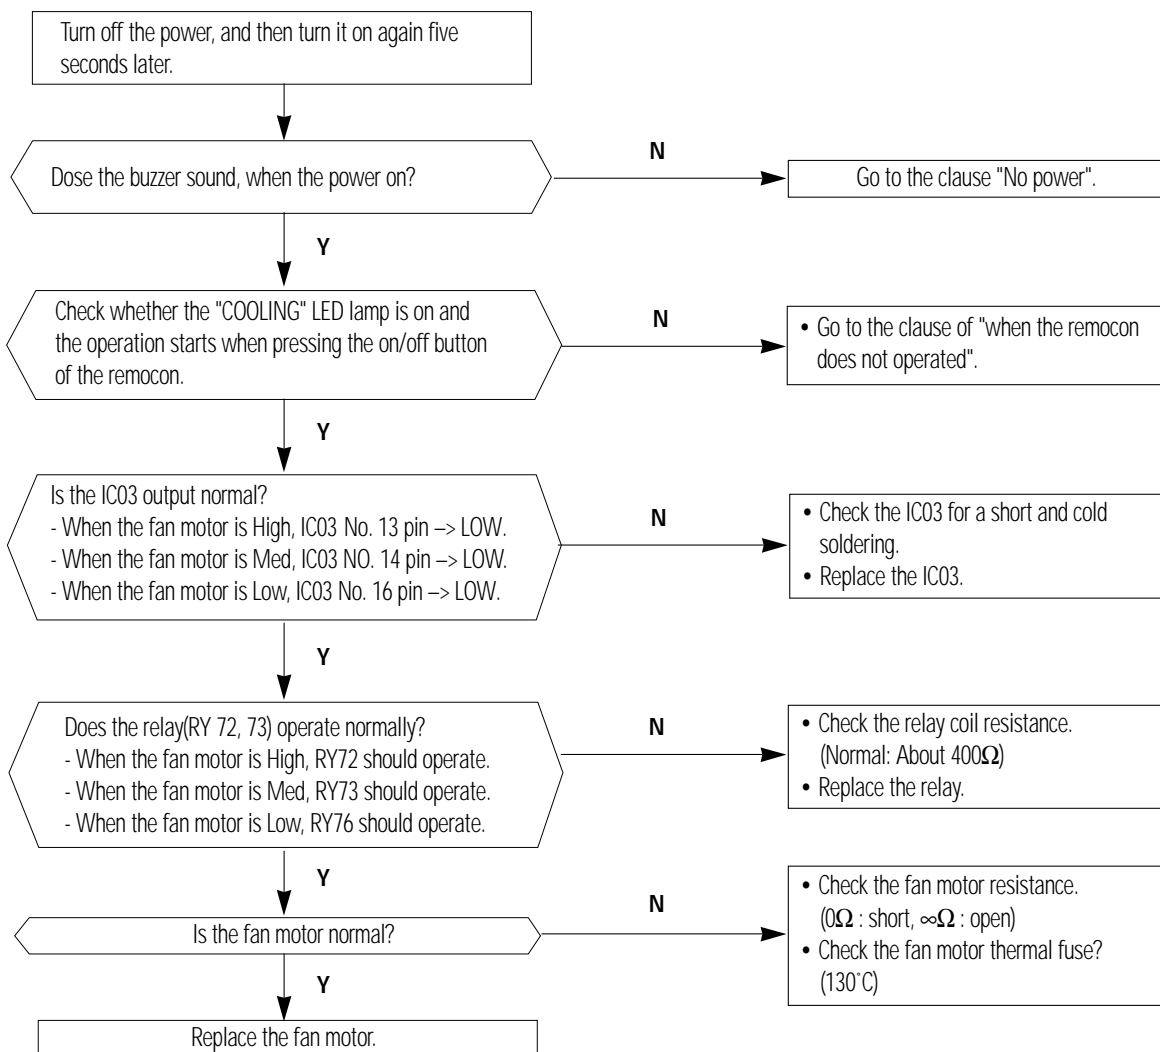 Turn off the power, and then turn it on again five
seconds later.
Dose the buzzer sound, when the power on?
N
Go to the clause "No power".
Y
Check whether the "COOLING" LED lamp is on and
the operation starts when pressing the on/off button
of the remocon.
N
• Go to the clause of "when the remocon
does not operated".
Y
Is the IC03 output normal?
- When the fan motor is High, IC03 No. 13 pin –> LOW.
- When the fan motor is Med, IC03 NO. 14 pin –> LOW.
- When the fan motor is Low, IC03 No. 16 pin –> LOW.
N
• Check the IC03 for a short and cold
soldering.
• Replace the IC03.
Y
Does the relay(RY 72, 73) operate normally?
- When the fan motor is High, RY72 should operate.
- When the fan motor is Med, RY73 should operate.
- When the fan motor is Low, RY76 should operate.
N
• Check the relay coil resistance.
(Normal: About 400Ω)
• Replace the relay.
Y
Is the fan motor normal?
N
• Check the fan motor resistance.
(0Ω : short, ∞Ω : open)
• Check the fan motor thermal fuse?
(130˚C)
Y
Replace the fan motor.